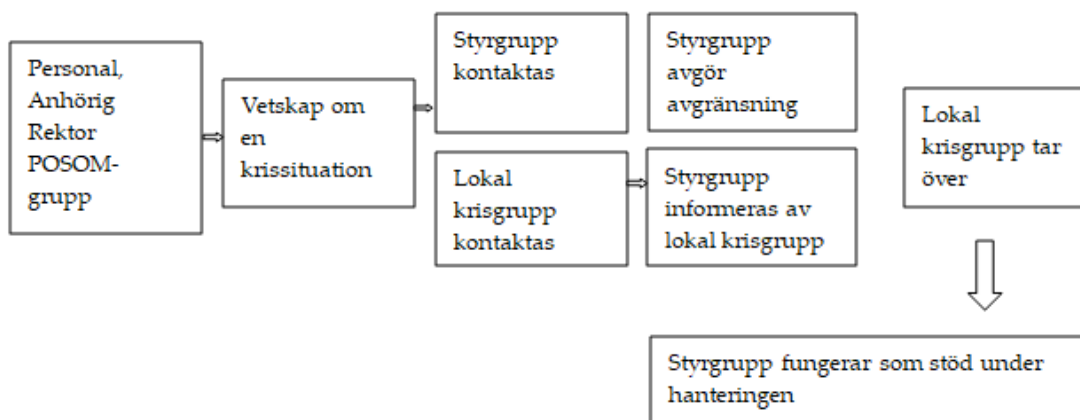 Personal,
Anhörig
Rektor
POSOM-
grupp
Vetskap om
en
krissituation
Styrgrupp
kontaktas
Styrgrupp
avgör
avgränsning
Lokal
krisgrupp
kontaktas
Styrgrupp
informeras av
lokal krisgrupp
Lokal
krisgrupp tar
över
Styrgrupp fungerar som stöd under
hanteringen